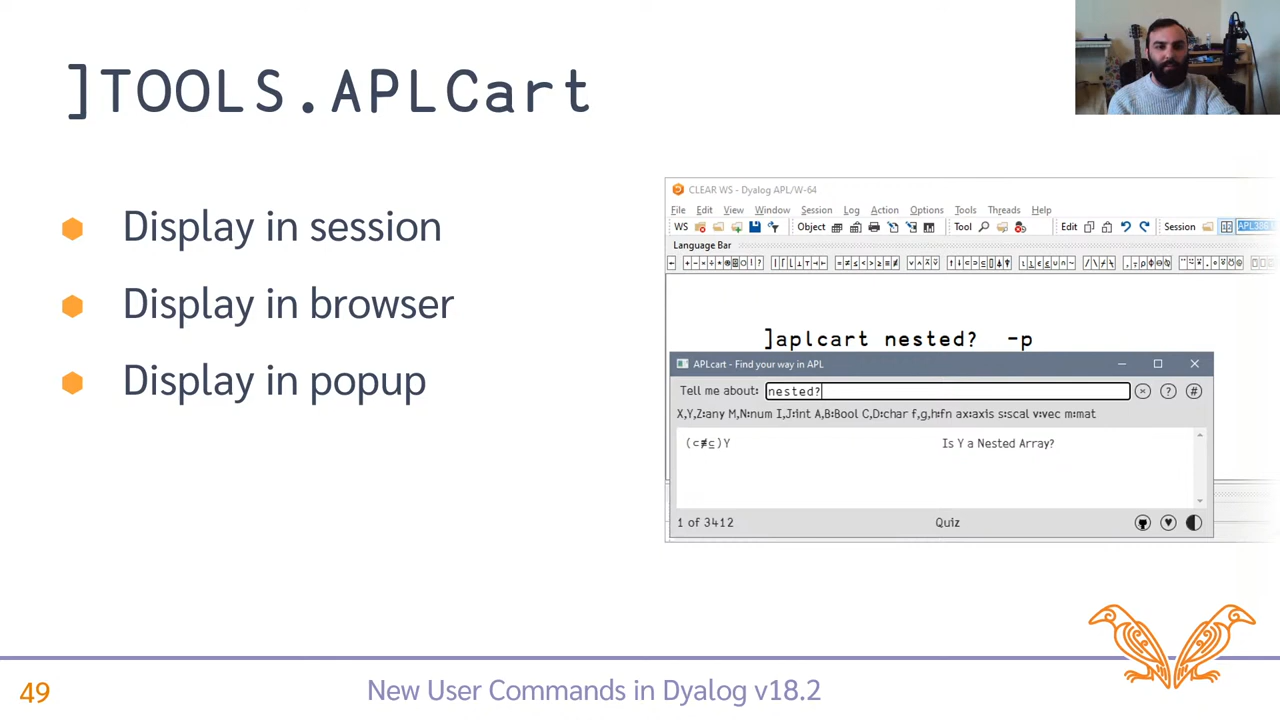 ]TOOLS.APLCart
Display in session
Display in browser
Display in popup
CLEAR WS - Dyalog APL/W-64
File Edit View Window Session Log Action Options Tools Threads Help
WS Object Tool Edit Session APL385
Language Bar
]aplcart nested? -p
APLcart - Find your way in APL
Tell me about: nested?
X,Y,Z:any M,N:num I,J:int A,B:Bool C,D:char f,g,h:fn ax:axis s:scal v:vec m:mat
(⊂≢⊆)Y Is Y a Nested Array?
1 of 3412 Quiz
49 New User Commands in Dyalog v18.2